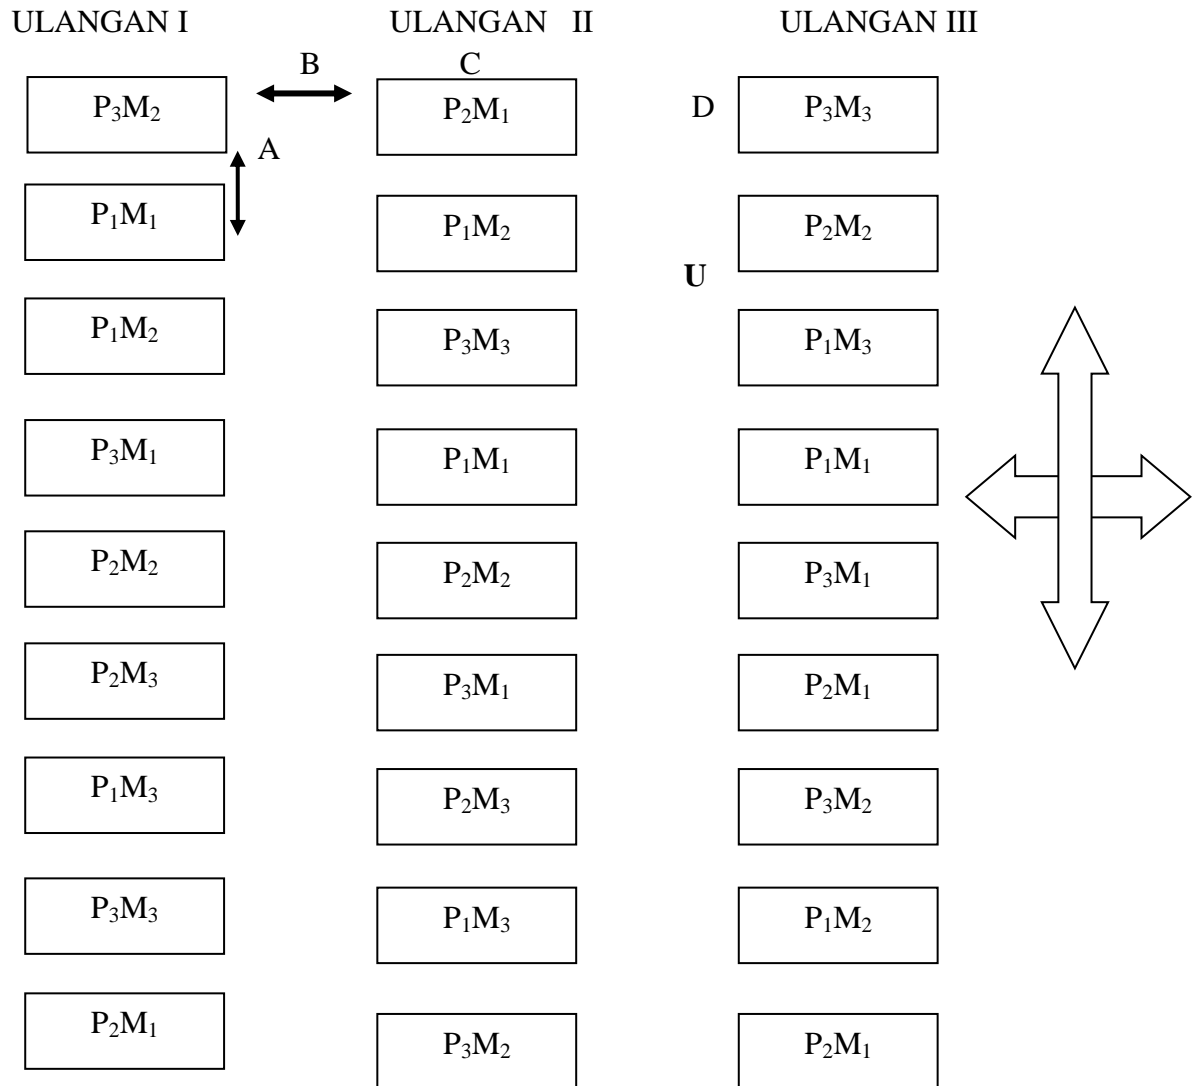 ULANGAN I ULANGAN II ULANGAN III
B C
P₃M₂ P₂M₁ D P₃M₃
A
P₁M₁ P₁M₂ P₂M₂
U
P₁M₂ P₃M₃ P₁M₃
P₃M₁ P₁M₁ P₁M₁
P₂M₂ P₂M₂ P₃M₁
P₂M₃ P₃M₁ P₂M₁
P₁M₃ P₂M₃ P₃M₂
P₃M₃ P₁M₃ P₁M₂
P₂M₁ P₃M₂ P₂M₁